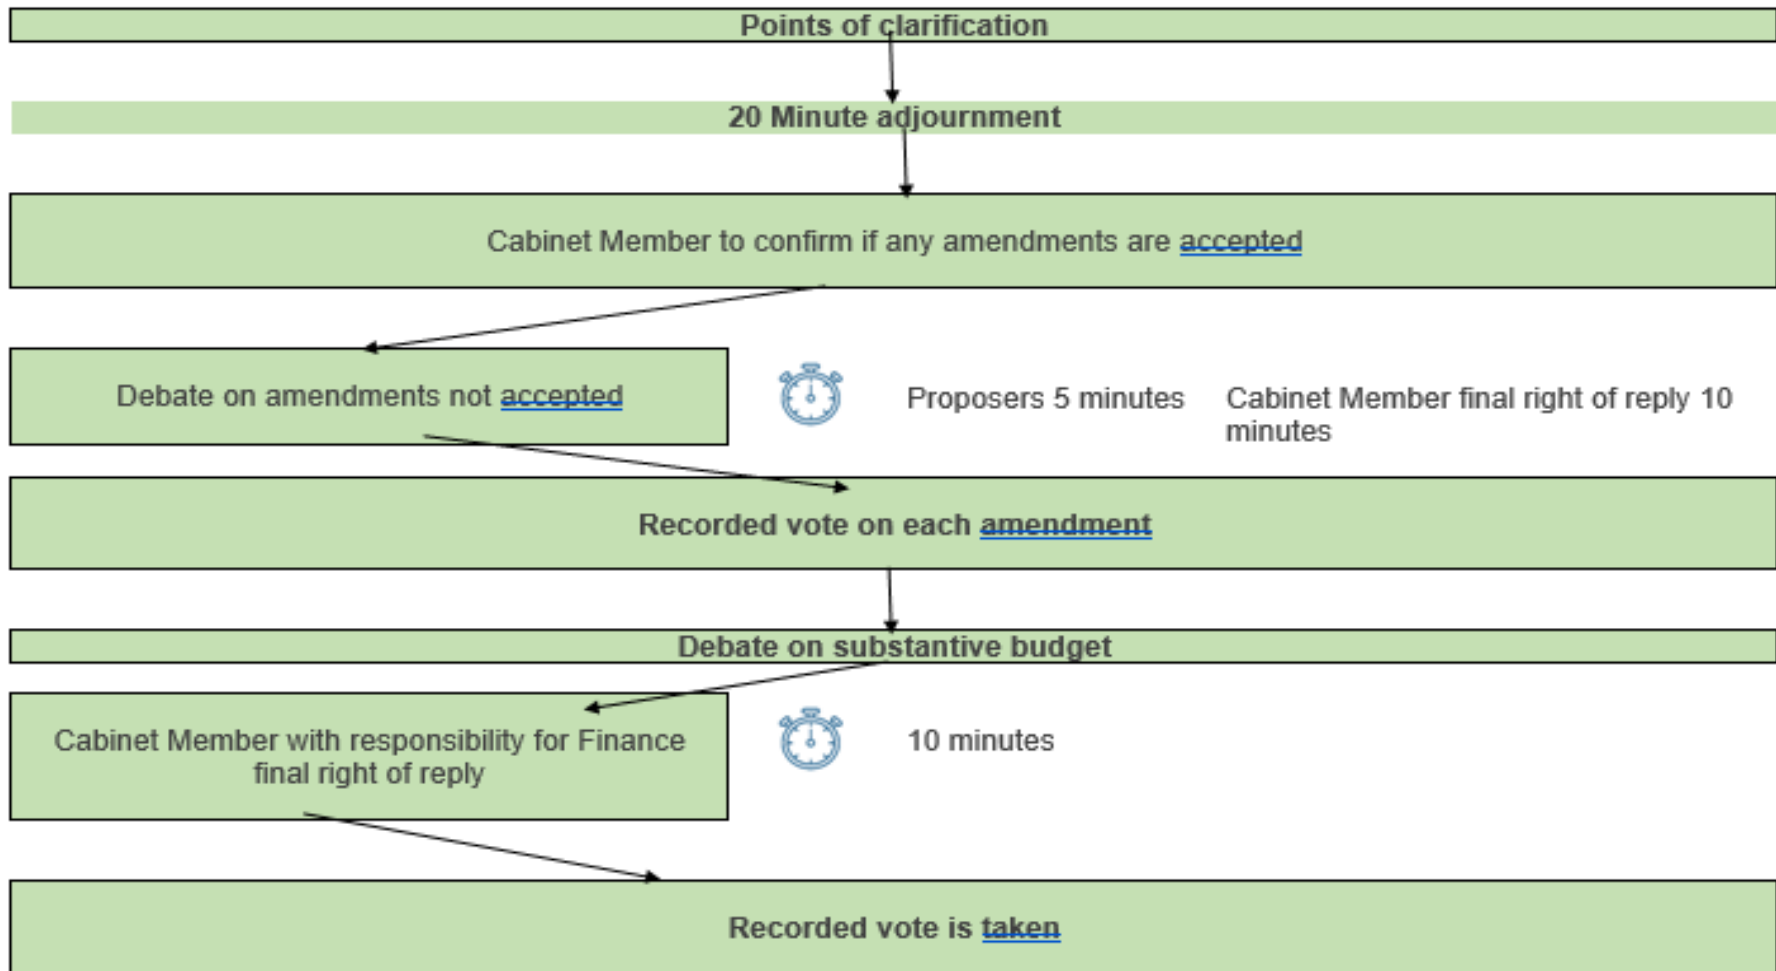 Points of clarification
20 Minute adjournment
Cabinet Member to confirm if any amendments are accepted
Debate on amendments not accepted
Proposers 5 minutes
Cabinet Member final right of reply 10
minutes
Recorded vote on each amendment
Debate on substantive budget
Cabinet Member with responsibility for Finance
final right of reply
10 minutes
Recorded vote is taken